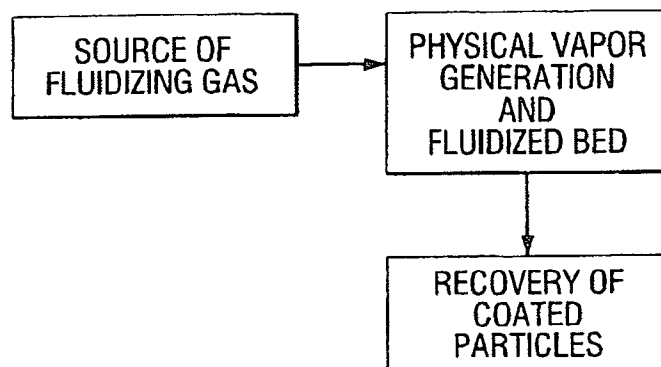 SOURCE OF
FLUIDIZING GAS
PHYSICAL VAPOR
GENERATION
AND
FLUIDIZED BED
RECOVERY OF
COATED
PARTICLES